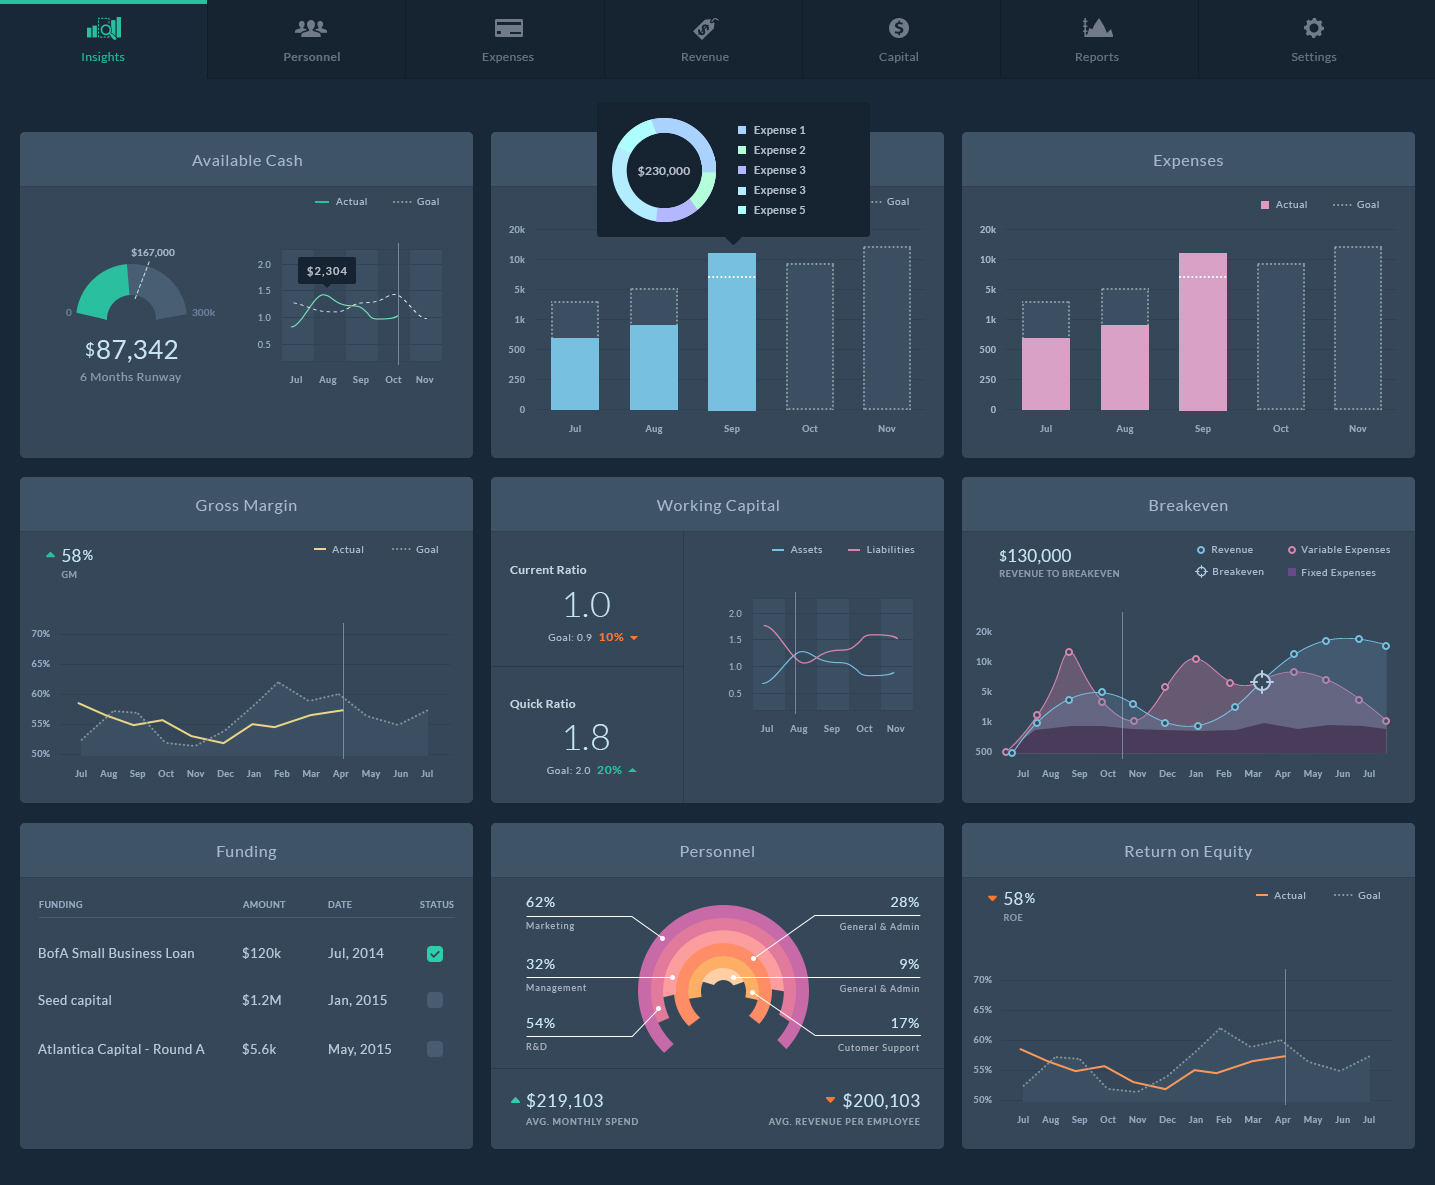 Insights
Personnel
Expenses
Revenue
Capital
Reports
Settings
$230,000
Expense 1
Expense 2
Expense 3
Expense 3
Expense 5
Available Cash
Actual
Goal
$167,000
0
300k
$87,342
6 Months Runway
$2,304
2.0
1.5
1.0
0.5
Jul Aug Sep Oct Nov
Goal
20k
10k
5k
1k
500
250
0
Jul Aug Sep Oct Nov
Expenses
Actual
Goal
20k
10k
5k
1k
500
250
0
Jul Aug Sep Oct Nov
Gross Margin
58%
GM
Actual
Goal
70%
65%
60%
55%
50%
Jul Aug Sep Oct Nov Dec Jan Feb Mar Apr May Jun Jul
Working Capital
Current Ratio
1.0
Goal: 0.9 10%
Quick Ratio
1.8
Goal: 2.0 20%
Assets
Liabilities
2.0
1.5
1.0
0.5
Jul Aug Sep Oct Nov
Breakeven
$130,000
REVENUE TO BREAKEVEN
Revenue
Variable Expenses
Breakeven
Fixed Expenses
20k
10k
5k
1k
500
Jul Aug Sep Oct Nov Dec Jan Feb Mar Apr May Jun Jul
Funding
FUNDING AMOUNT DATE STATUS
BofA Small Business Loan $120k Jul, 2014
Seed capital $1.2M Jan, 2015
Atlantica Capital - Round A $5.6k May, 2015
Personnel
62%
Marketing
32%
Management
54%
R&D
28%
General & Admin
9%
General & Admin
17%
Cutomer Support
$219,103
AVG. MONTHLY SPEND
$200,103
AVG. REVENUE PER EMPLOYEE
Return on Equity
58%
ROE
Actual
Goal
70%
65%
60%
55%
50%
Jul Aug Sep Oct Nov Dec Jan Feb Mar Apr May Jun Jul